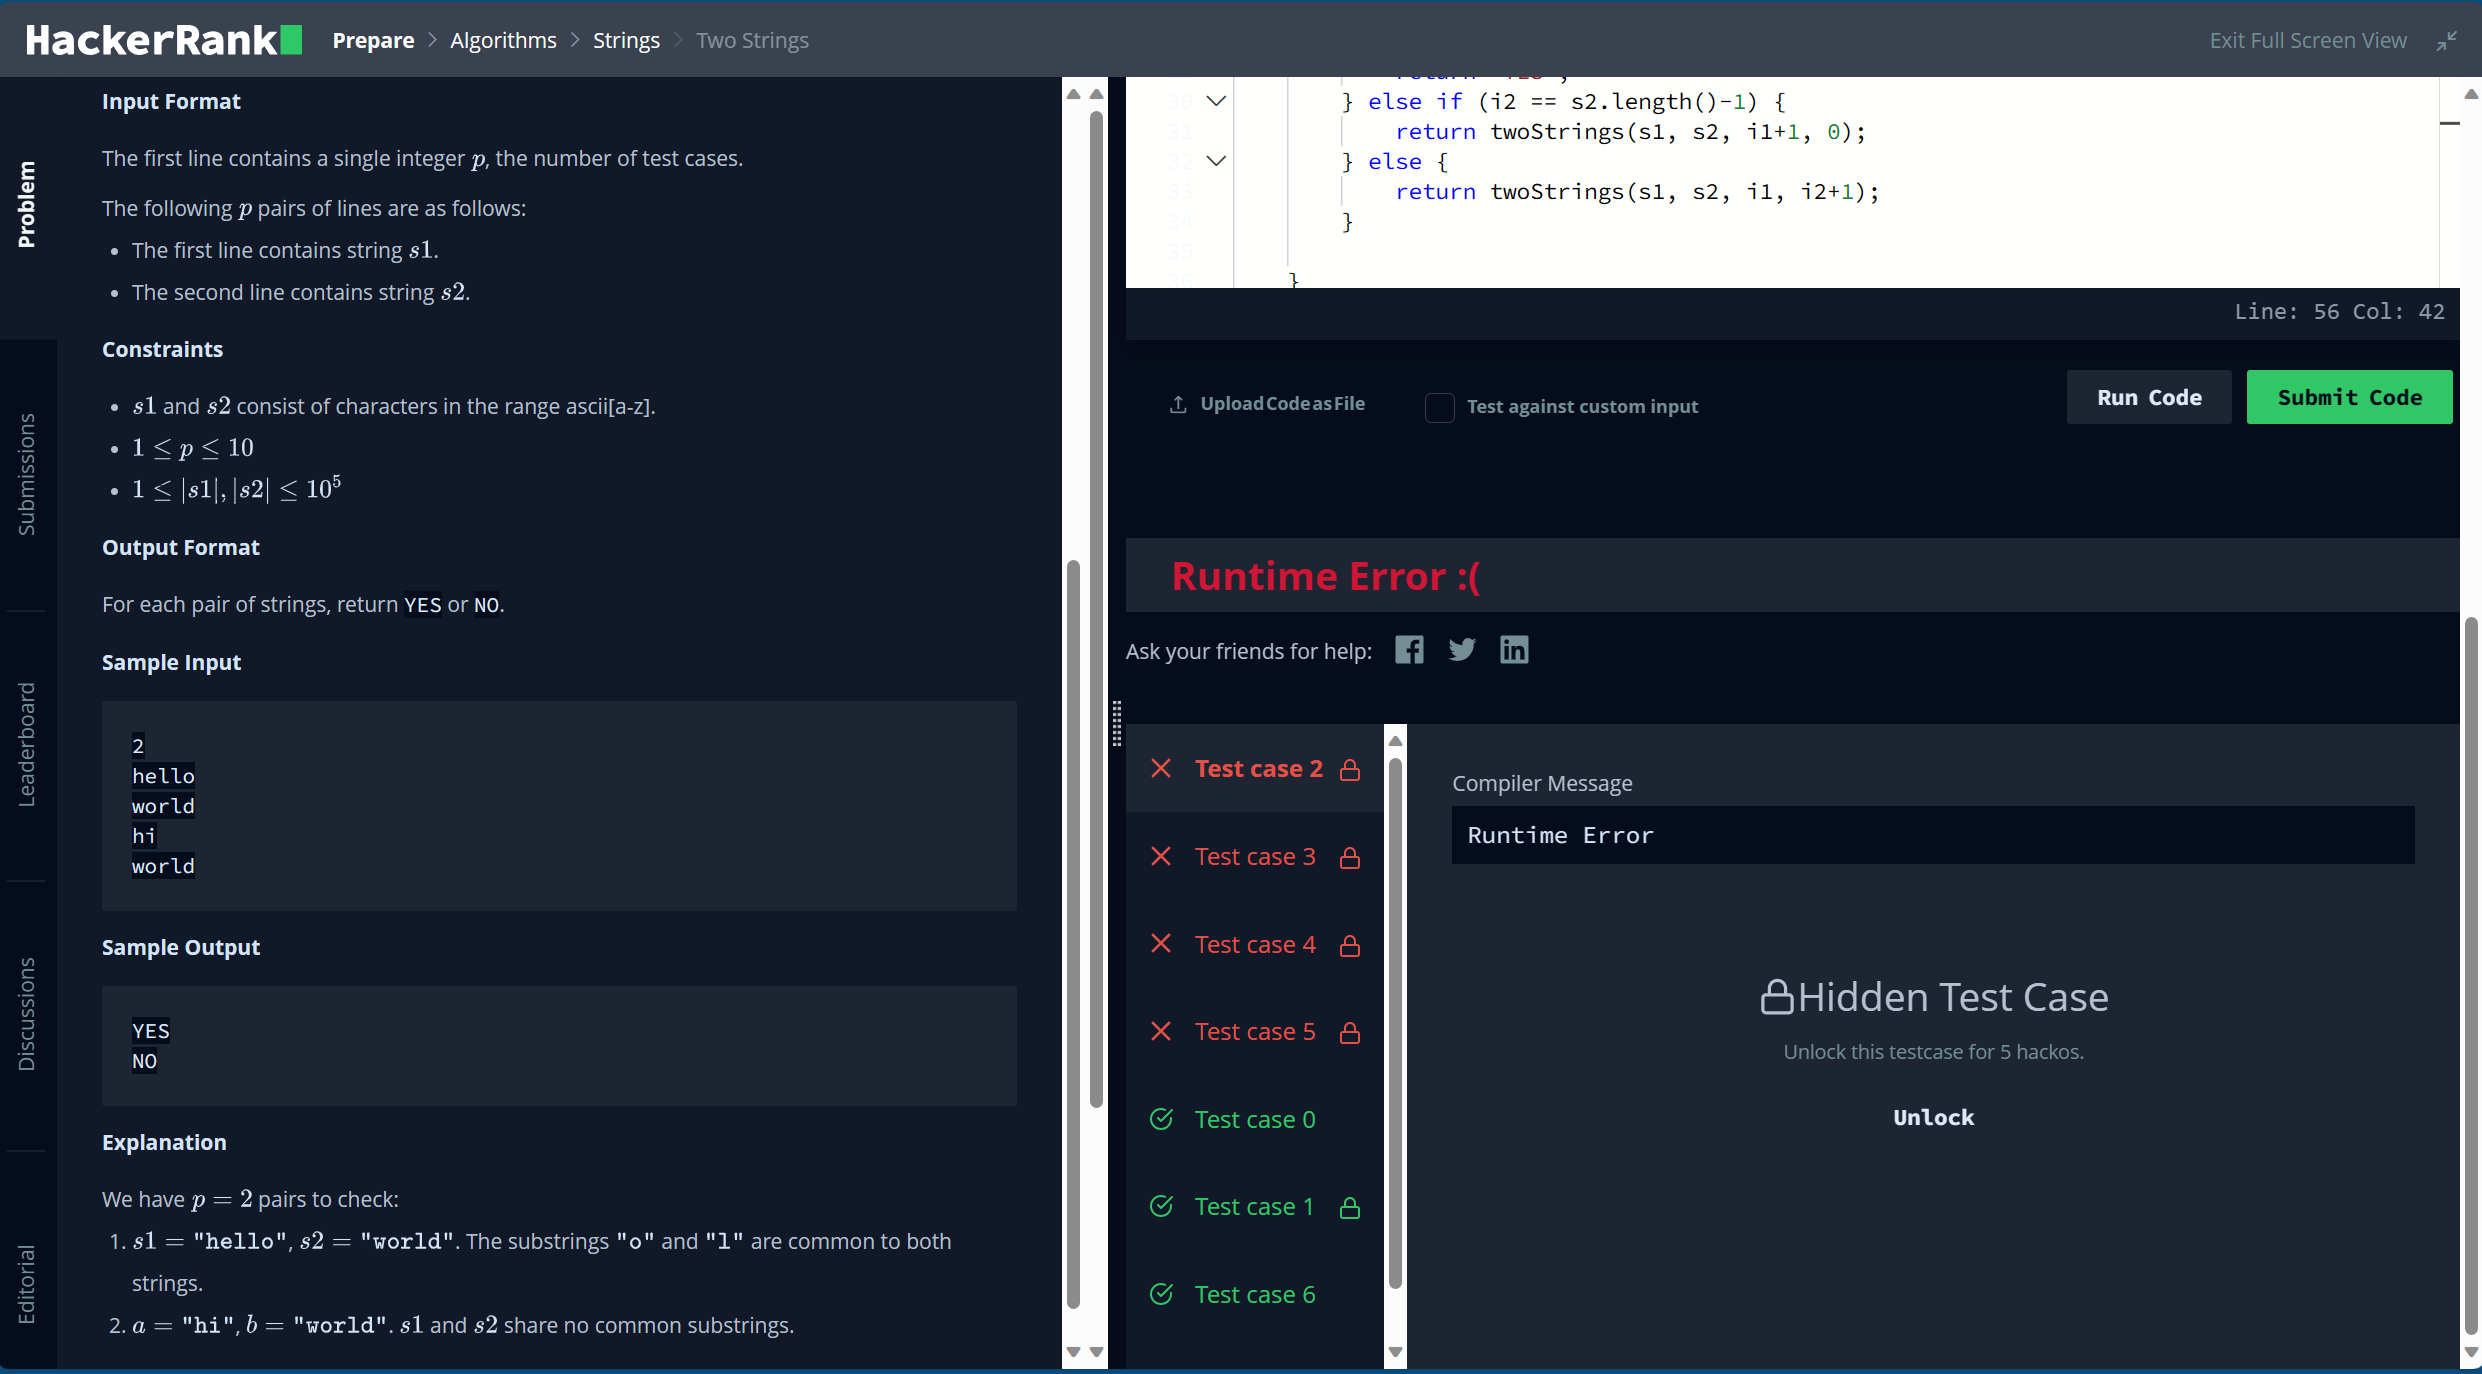 HackerRank
Prepare > Algorithms > Strings > Two Strings
Exit Full Screen View
Problem
Submissions
Leaderboard
Discussions
Editorial
Input Format
The first line contains a single integer p, the number of test cases.
The following p pairs of lines are as follows:
• The first line contains string s1.
• The second line contains string s2.
Constraints
• s1 and s2 consist of characters in the range ascii[a-z].
• 1 ≤ p ≤ 10
• 1 ≤ |s1|, |s2| ≤ 10⁵
Output Format
For each pair of strings, return YES or NO.
Sample Input
2
hello
world
hi
world
Sample Output
YES
NO
Explanation
We have p = 2 pairs to check:
1. s1 = "hello", s2 = "world". The substrings "o" and "l" are common to both
strings.
2. a = "hi", b = "world". s1 and s2 share no common substrings.
30 } else if (i2 == s2.length()-1) {
31 return twoStrings(s1, s2, i1+1, 0);
32 } else {
33 return twoStrings(s1, s2, i1, i2+1);
34 }
35
36 }
Line: 56 Col: 42
Upload Code as File
Test against custom input
Run Code
Submit Code
Runtime Error :(
Ask your friends for help:
Test case 2
Test case 3
Test case 4
Test case 5
Test case 0
Test case 1
Test case 6
Compiler Message
Runtime Error
Hidden Test Case
Unlock this testcase for 5 hackos.
Unlock